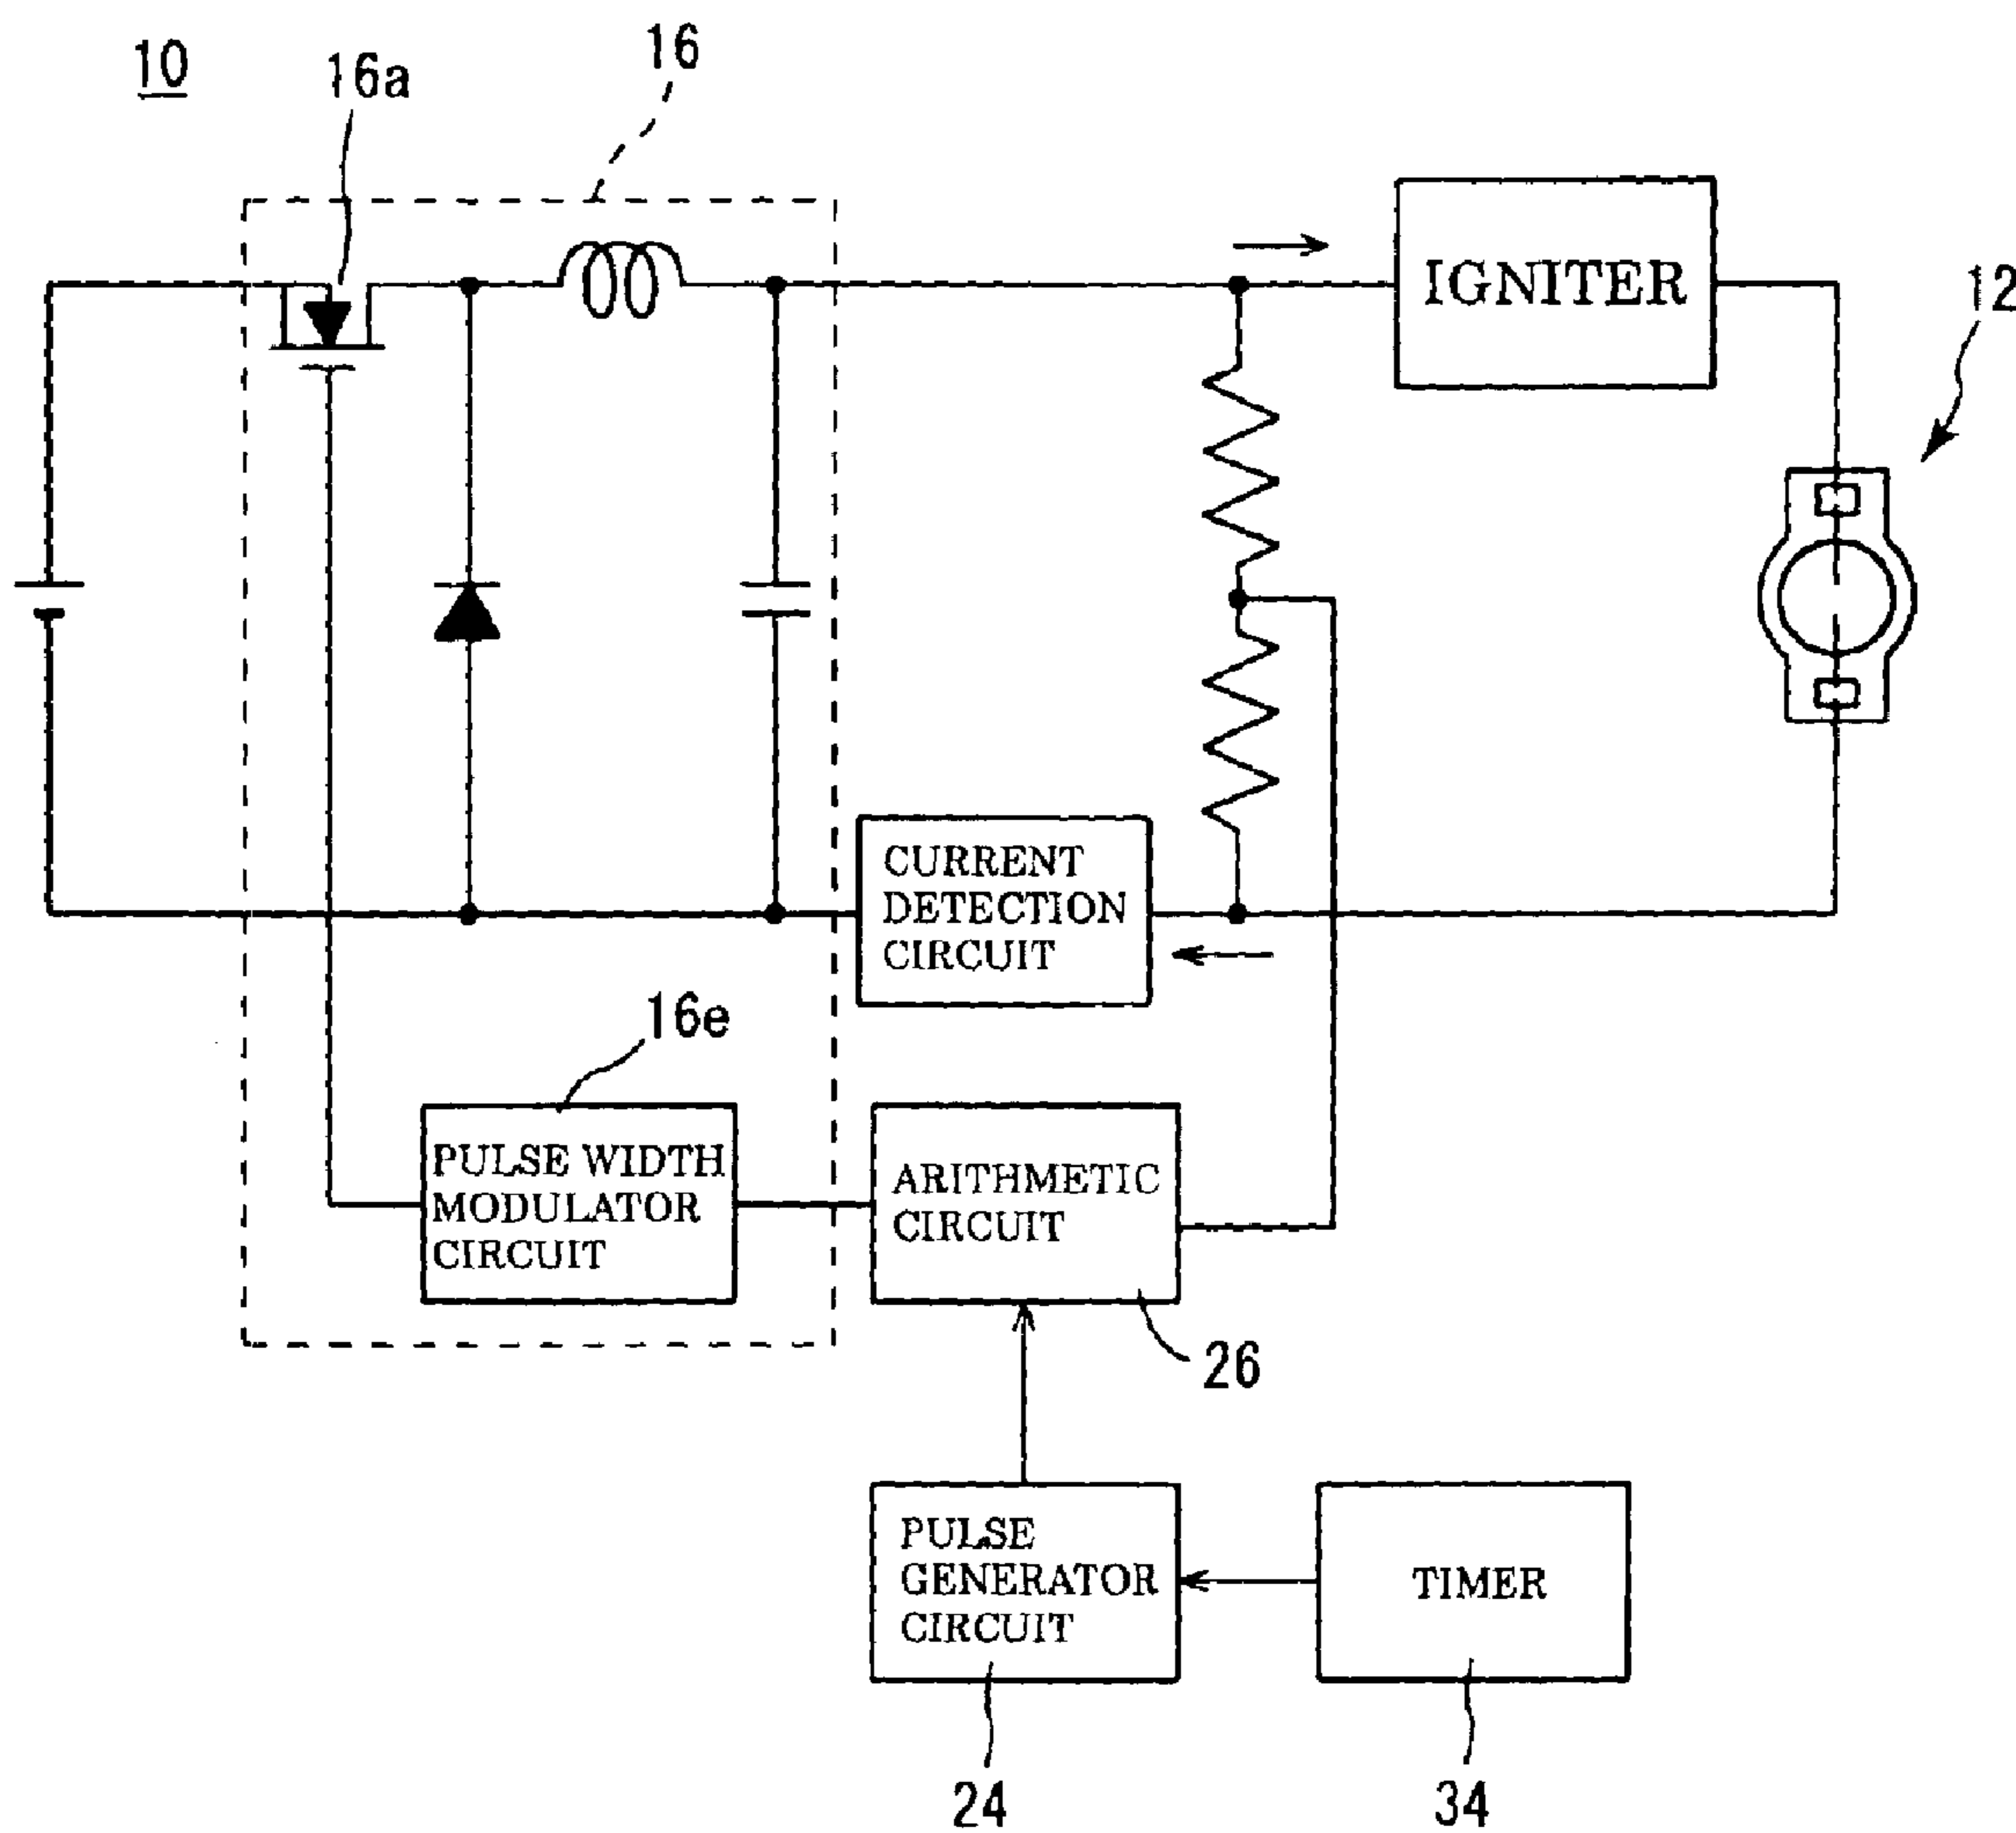 10
16a
16
IGNITER
12
CURRENT
DETECTION
CIRCUIT
16e
PULSE WIDTH
MODULATOR
CIRCUIT
ARITHMETIC
CIRCUIT
26
PULSE
GENERATOR
CIRCUIT
TIMER
24
34